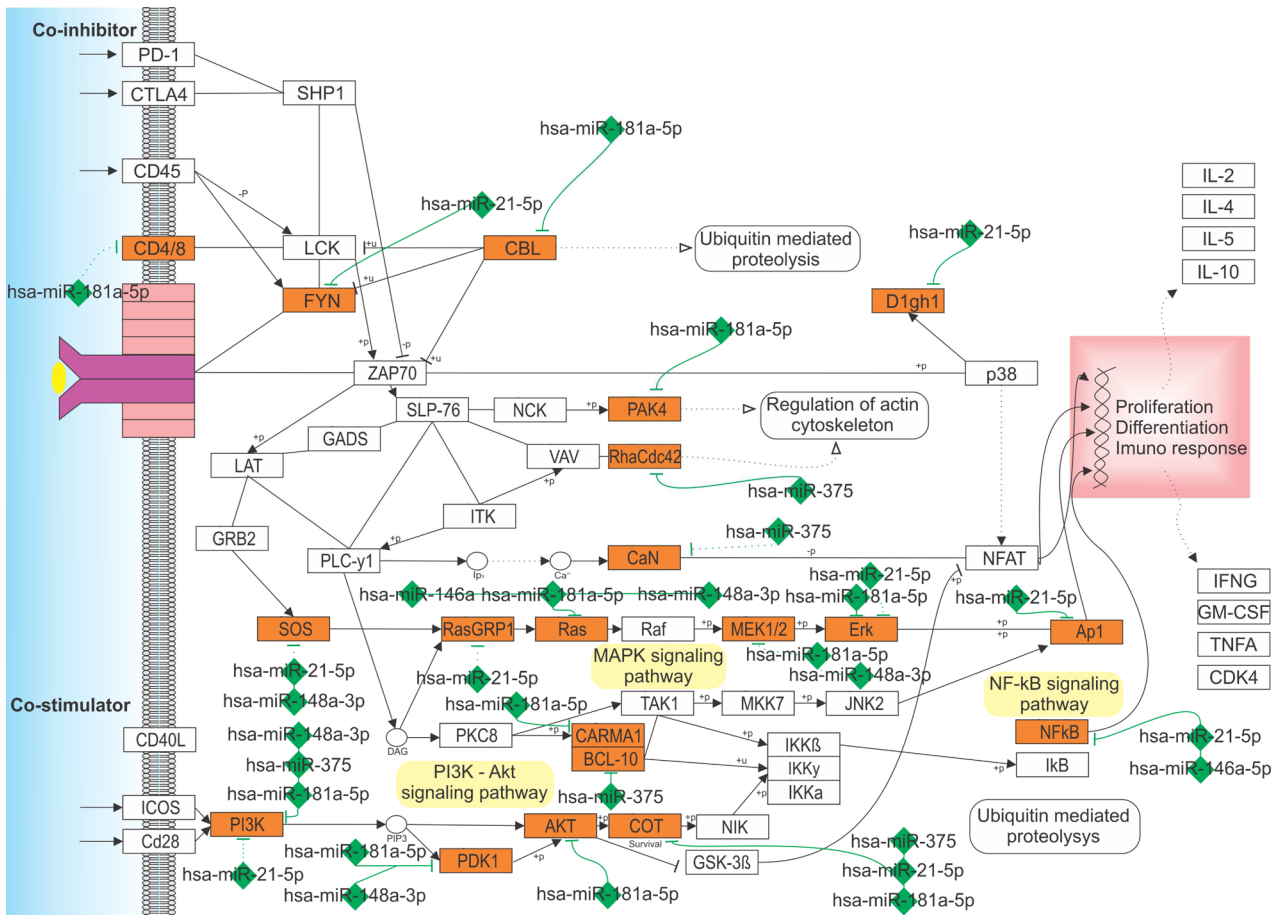 Co-inhibitor
PD-1
CTLA4
SHP1
hsa-miR-181a-5p
CD45
-P
IL-2
IL-4
IL-5
IL-10
hsa-miR-21-5p
hsa-miR-21-5p
CD4/8
LCK
+u
CBL
Ubiquitin mediated
proteolysis
hsa-miR-181a-5p
FYN
+u
D1gh1
hsa-miR-181a-5p
+p
-p
+u
ZAP70
+p
p38
SLP-76
NCK
+p
PAK4
Regulation of actin
cytoskeleton
Proliferation
Differentiation
Imuno response
GADS
+p
LAT
VAV
+p
RhaCdc42
hsa-miR-375
ITK
GRB2
+p
PLC-y1
Ip₃
Ca²⁺
CaN
hsa-miR-375
-p
NFAT
+p
hsa-miR-146a
hsa-miR-181a-5p
hsa-miR-148a-3p
hsa-miR-21-5p
hsa-miR-181a-5p
hsa-miR-21-5p
IFNG
GM-CSF
TNFA
CDK4
SOS
RasGRP1
Ras
Raf
+p
MEK1/2
+p
Erk
+p
+p
Ap1
hsa-miR-21-5p
hsa-miR-148a-3p
hsa-miR-21-5p
MAPK signaling
pathway
hsa-miR-181a-5p
hsa-miR-148a-3p
NF-kB signaling
pathway
Co-stimulator
hsa-miR-181a-5p
TAK1
+p
MKK7
+p
JNK2
CD40L
hsa-miR-148a-3p
hsa-miR-375
hsa-miR-181a-5p
DAG
PKC8
+p
+p
CARMA1
BCL-10
+p
+u
+p
IKKß
IKKy
IKKa
+p
NFkB
IkB
hsa-miR-21-5p
hsa-miR-146a-5p
PI3K - Akt
signaling pathway
hsa-miR-375
ICOS
Cd28
PI3K
PIP3
AKT
+p
COT
Survival
+p
NIK
Ubiquitin mediated
proteolysys
hsa-miR-181a-5p
PDK1
+p
GSK-3ß
hsa-miR-375
hsa-miR-21-5p
hsa-miR-181a-5p
hsa-miR-21-5p
hsa-miR-148a-3p
hsa-miR-181a-5p